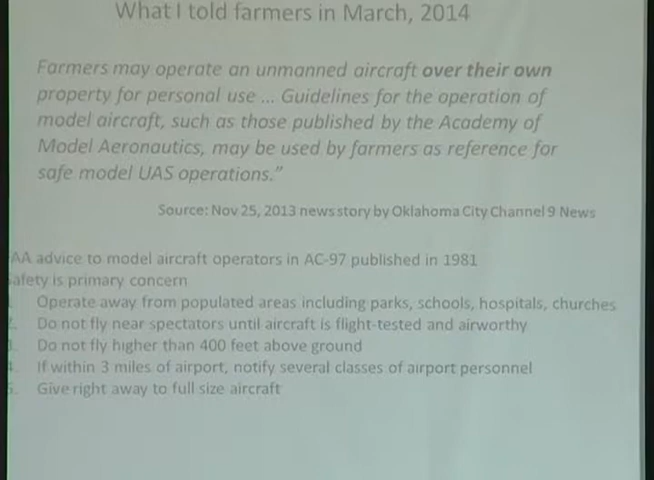 What I told farmers in March, 2014
Farmers may operate an unmanned aircraft over their own
property for personal use ... Guidelines for the operation of
model aircraft, such as those published by the Academy of
Model Aeronautics, may be used by farmers as reference for
safe model UAS operations."
Source: Nov 25, 2013 news story by Oklahoma City Channel 9 News
AA advice to model aircraft operators in AC-97 published in 1981
Safety is primary concern
Operate away from populated areas including parks, schools, hospitals, churches
2. Do not fly near spectators until aircraft is flight-tested and airworthy
3. Do not fly higher than 400 feet above ground
4. If within 3 miles of airport, notify several classes of airport personnel
5. Give right away to full size aircraft